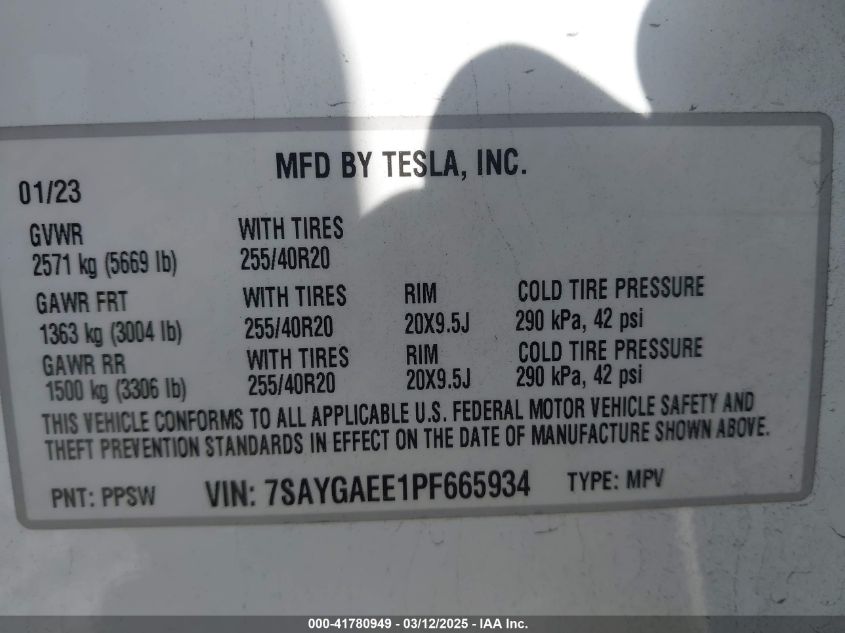 MFD BY TESLA, INC.
01/23
GVWR WITH TIRES
2571 kg (5669 lb) 255/40R20
GAWR FRT WITH TIRES RIM COLD TIRE PRESSURE
1363 kg (3004 lb) 255/40R20 20X9.5J 290 kPa, 42 psi
GAWR RR WITH TIRES RIM COLD TIRE PRESSURE
1500 kg (3306 lb) 255/40R20 20X9.5J 290 kPa, 42 psi
THIS VEHICLE CONFORMS TO ALL APPLICABLE U.S. FEDERAL MOTOR VEHICLE SAFETY AND
THEFT PREVENTION STANDARDS IN EFFECT ON THE DATE OF MANUFACTURE SHOWN ABOVE.
PNT: PPSW VIN: 7SAYGAEE1PF665934 TYPE: MPV
000-41780949 - 03/12/2025 - IAA Inc.